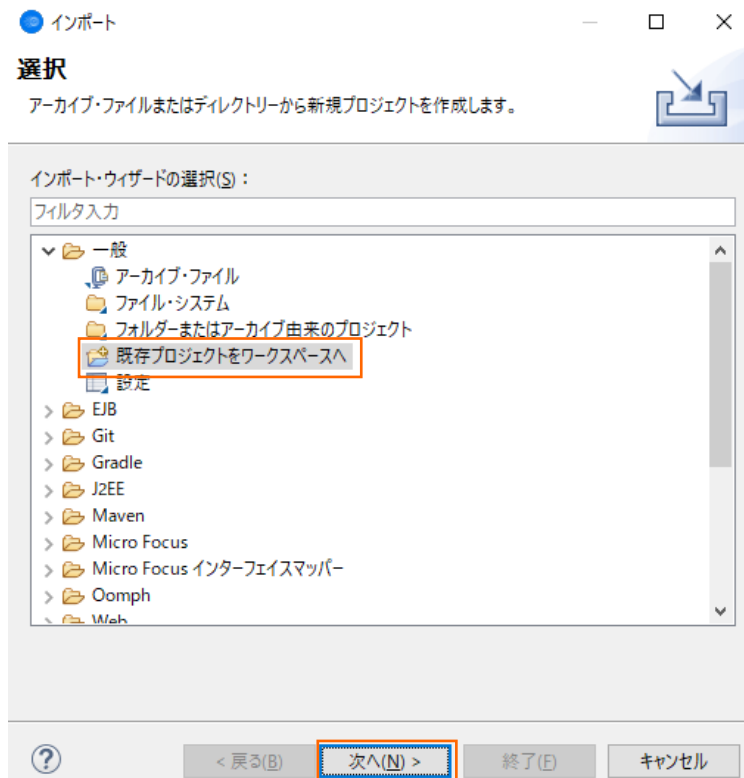 インポート
選択
アーカイブ・ファイルまたはディレクトリーから新規プロジェクトを作成します。
インポート・ウィザードの選択(S)：
フィルタ入力
一般
アーカイブ・ファイル
ファイル・システム
フォルダーまたはアーカイブ由来のプロジェクト
既存プロジェクトをワークスペースへ
設定
EJB
Git
Gradle
J2EE
Maven
Micro Focus
Micro Focus インターフェイスマッパー
Oomph
Web
< 戻る(B) 次へ(N) > 終了(F) キャンセル